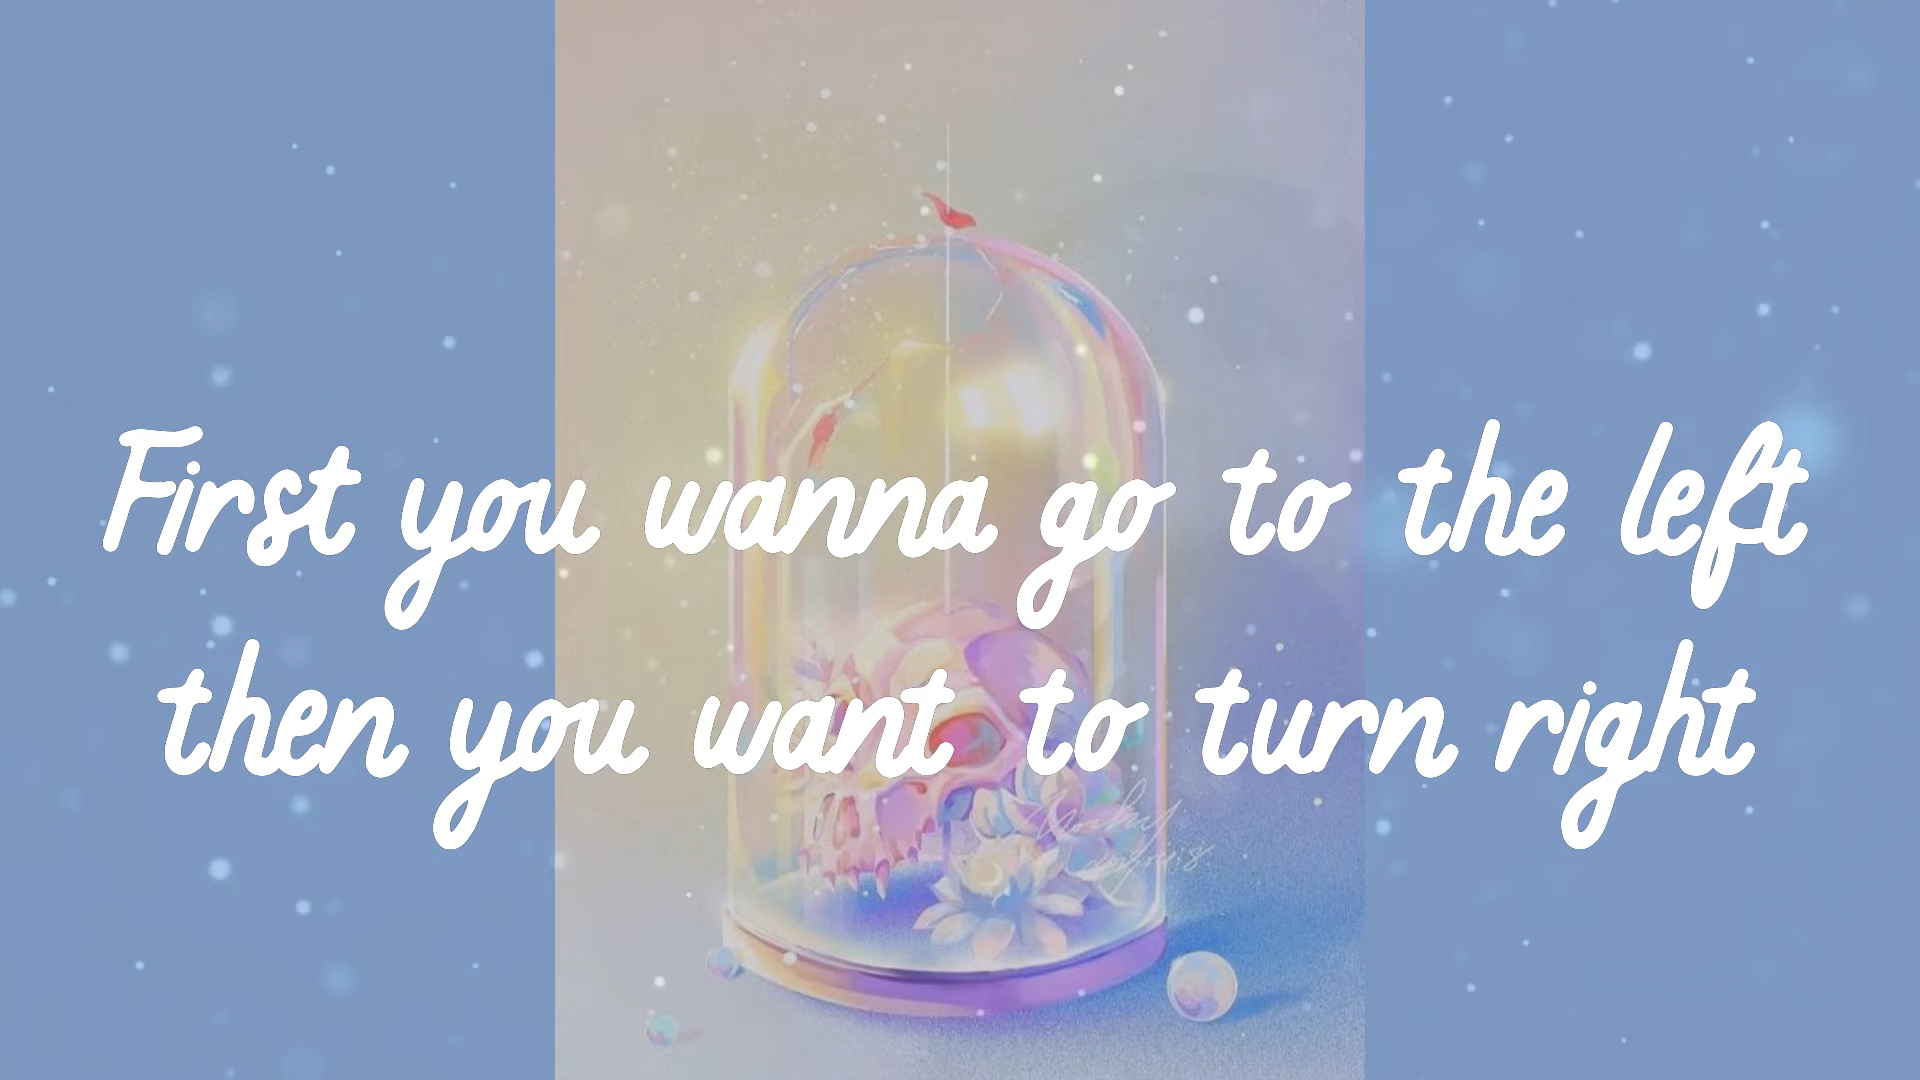 First you wanna go to the left
then you want to turn right